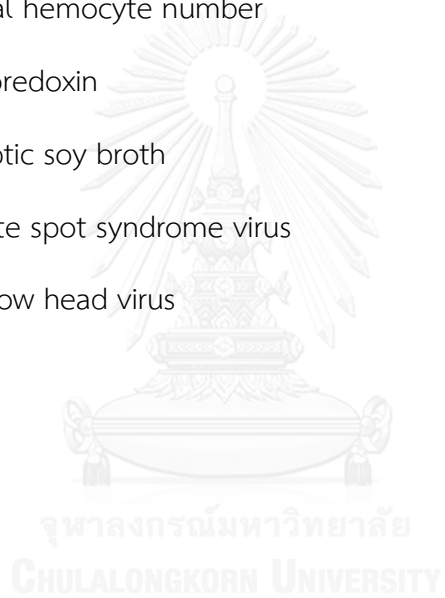 al hemocyte number
oredoxin
otic soy broth
te spot syndrome virus
ow head virus
จุฬาลงกรณ์มหาวิทยาลัย
CHULALONGKORN UNIVERSITY